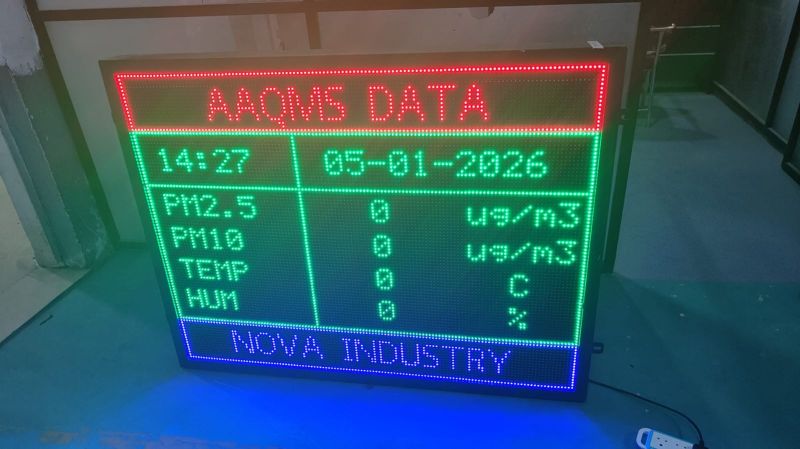 AAQMS DATA
14:27 05-01-2026
PM2.5 0 ug/m3
PM10 0 ug/m3
TEMP 0 C
HUM 0 %
NOVA INDUSTRY